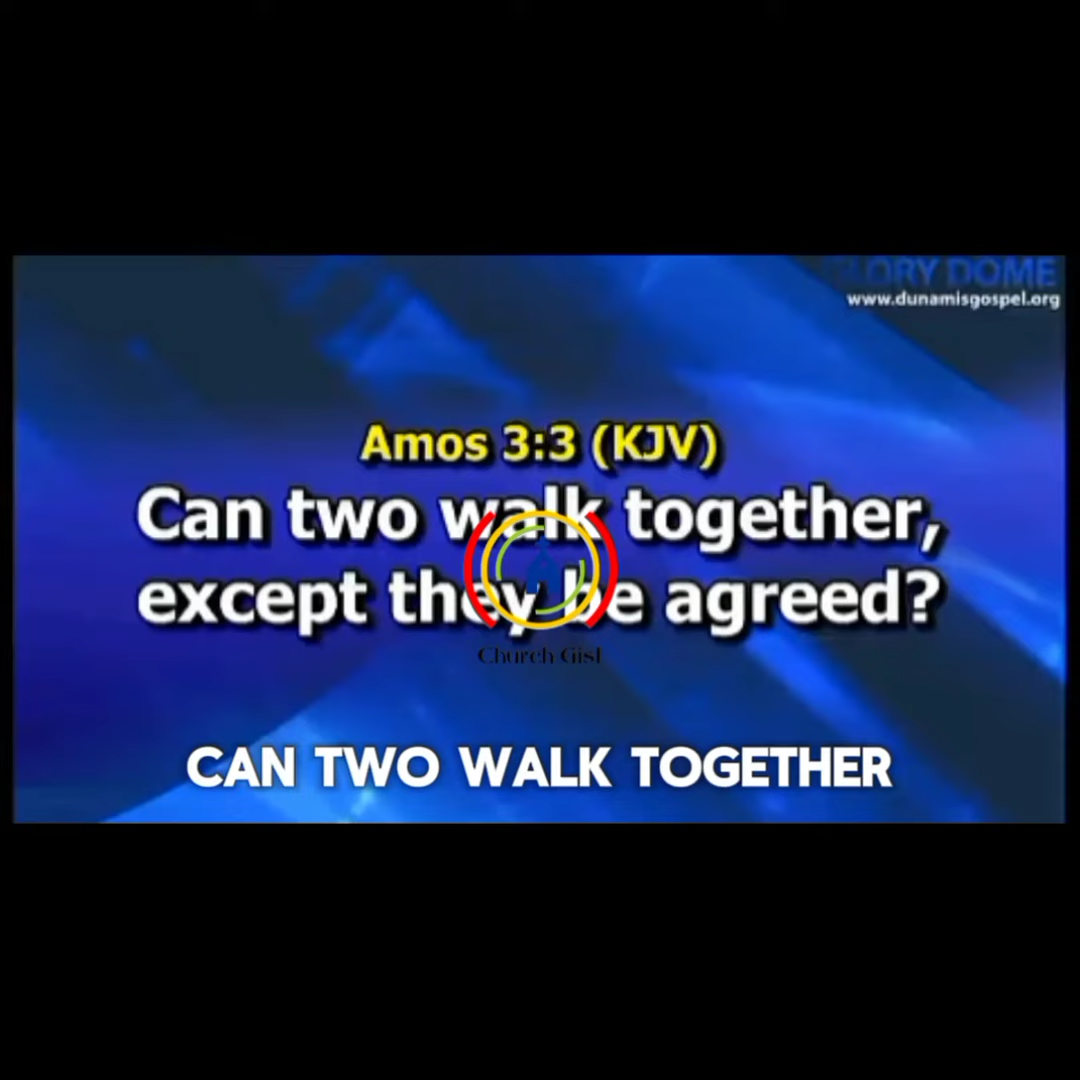 GLORY DOME
www.dunamisgospel.org
Amos 3:3 (KJV)
Can two walk together,
except they be agreed?
Church Gist
CAN TWO WALK TOGETHER